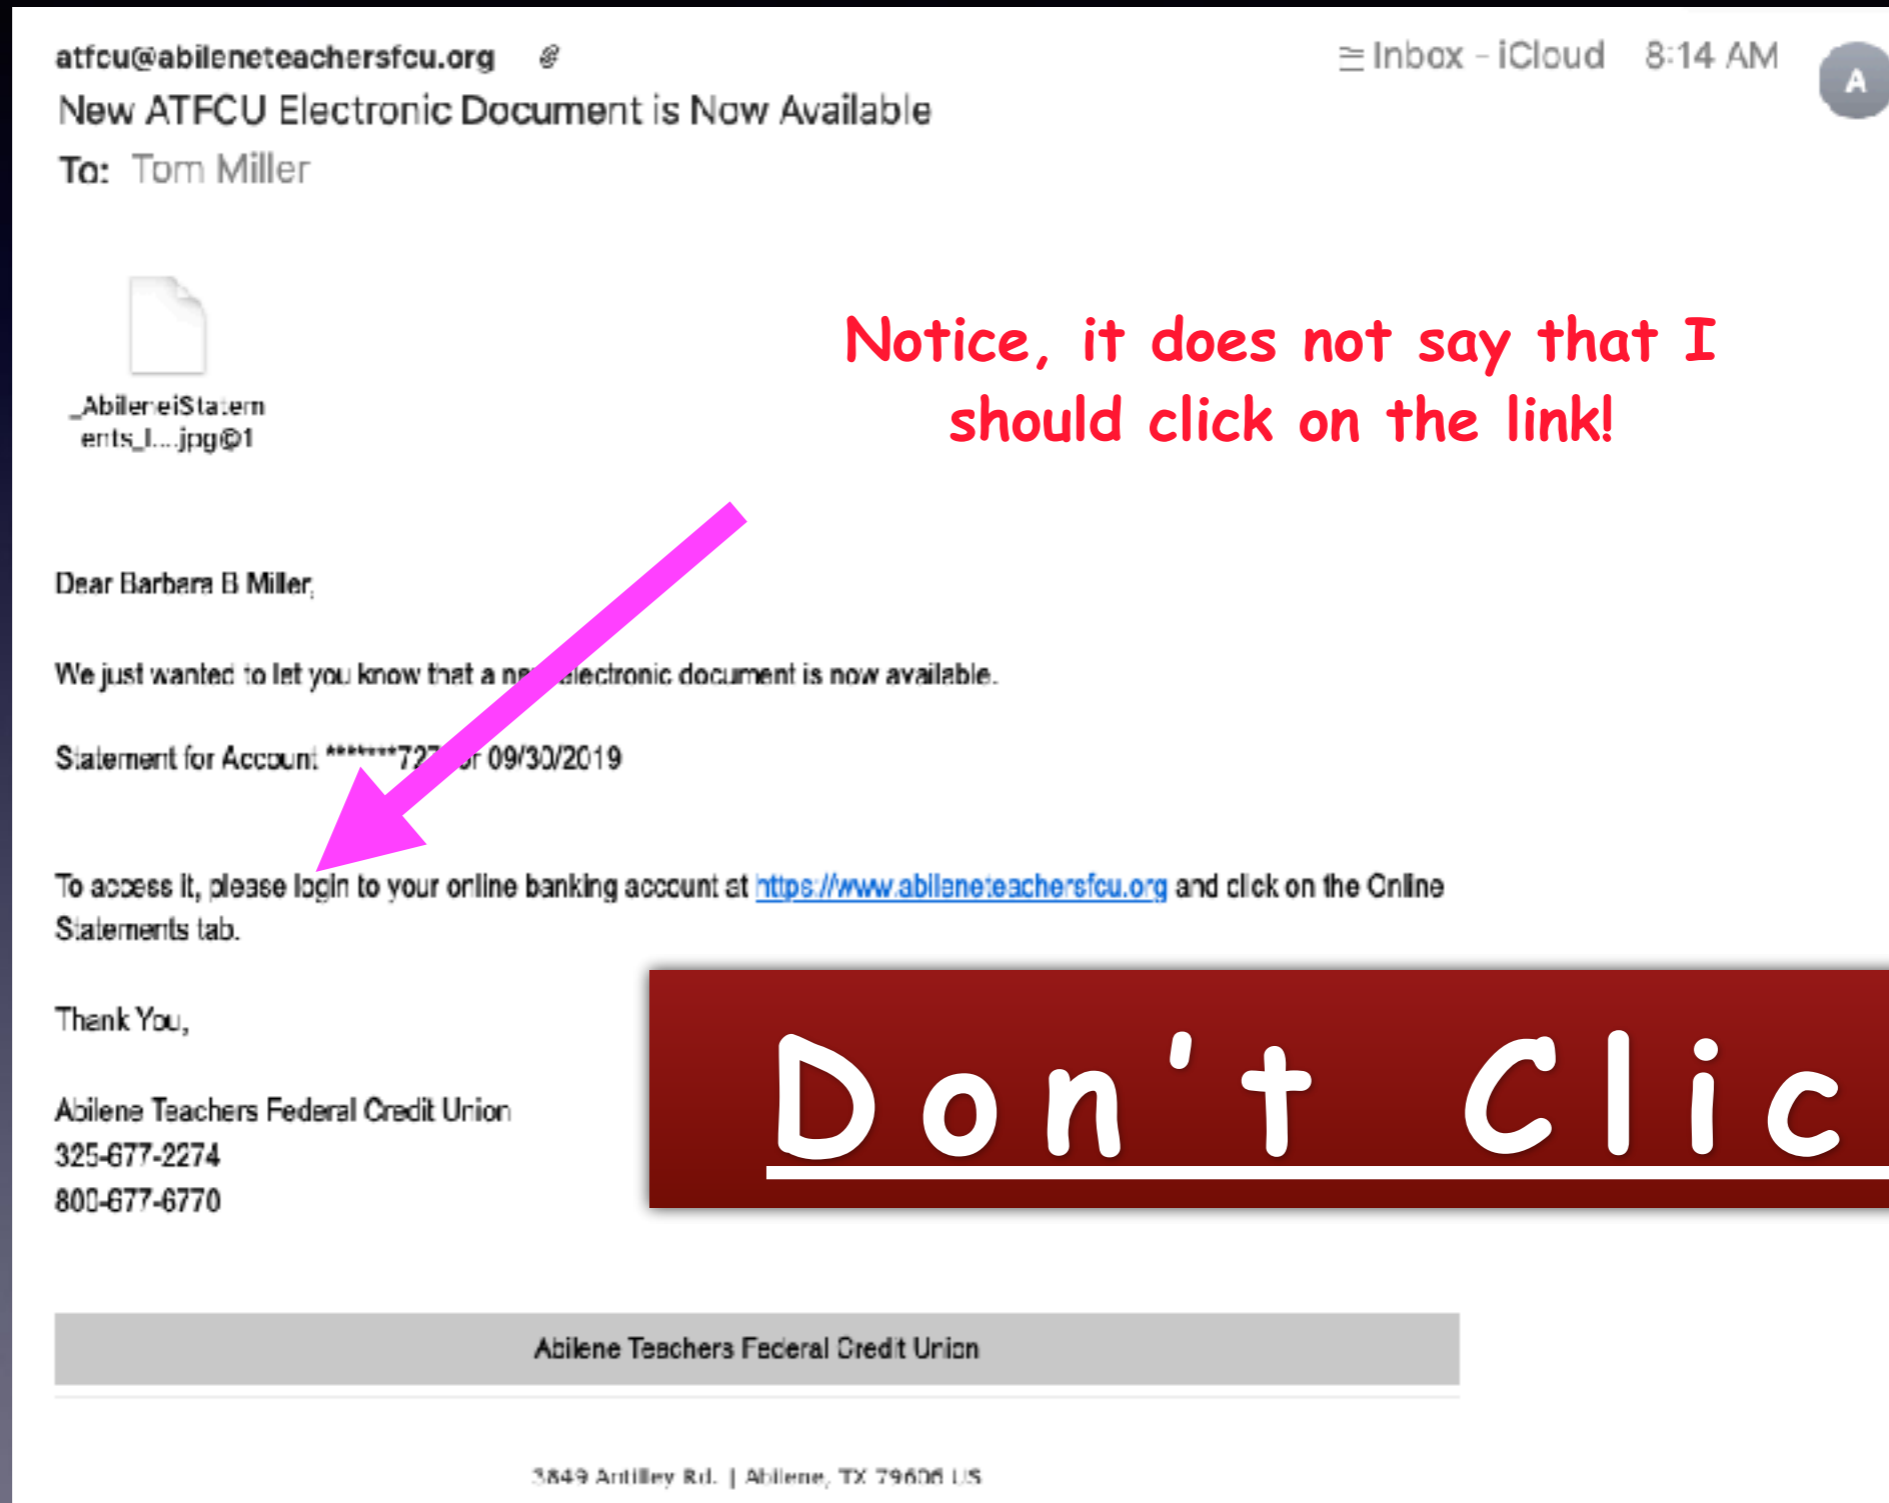 atfcu@abileneteachersfcu.org
Inbox - iCloud 8:14 AM
A
New ATFCU Electronic Document is Now Available
To: Tom Miller
_AbileneiStatem
ents_l....jpg©1
Notice, it does not say that I
should click on the link!
Dear Barbara B Miller,
We just wanted to let you know that a electronic document is now available.
Statement for Account 09/30/2019
To access it, please login to your online banking account at https://www.abileneteachersfcu.org and click on the Online
Statements tab.
Thank You,
Don't Clic
Abilene Teachers Federal Credit Union
325-677-2274
800-677-6770
Abilene Teachers Federal Credit Union
3849 Antilley Rd. | Abilene, TX 79606 US